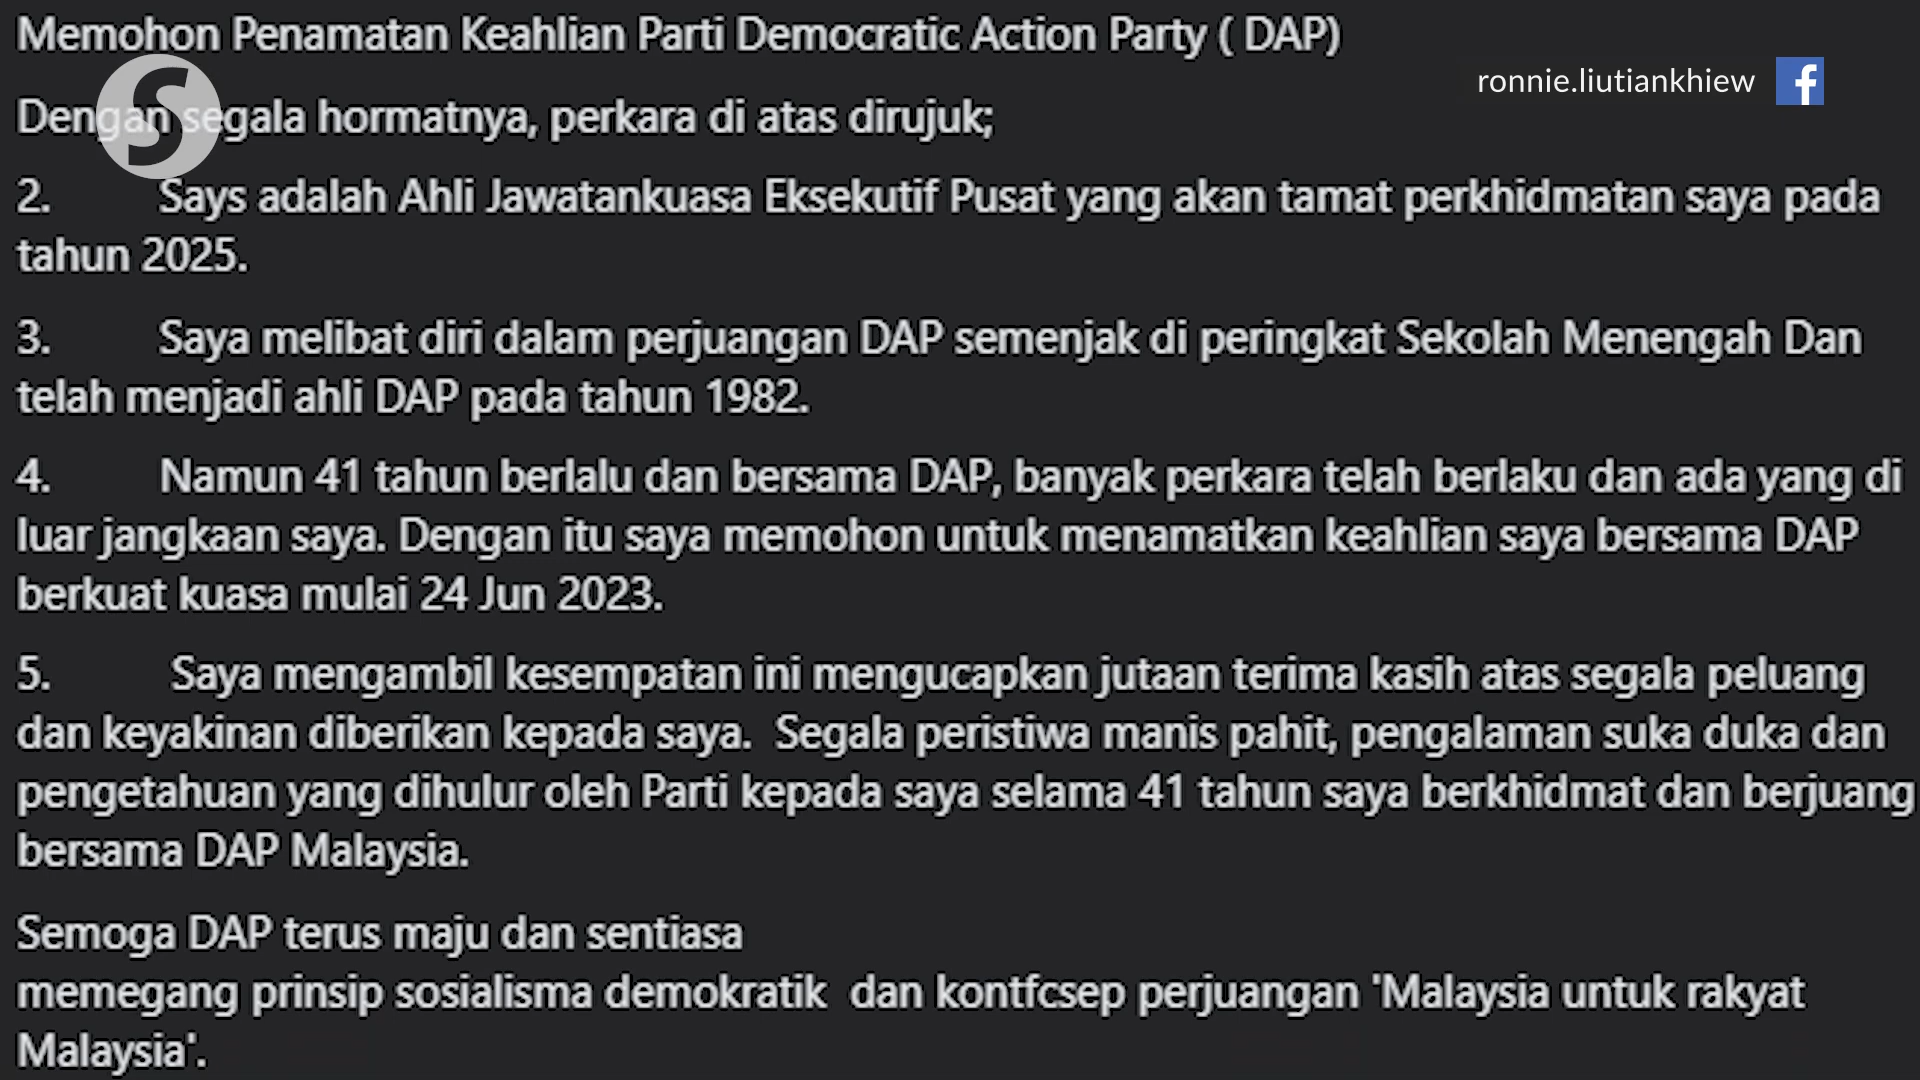 Memohon Penamatan Keahlian Parti Democratic Action Party ( DAP)
ronnie.liutiankhiew
Dengan segala hormatnya, perkara di atas dirujuk;
2. Says adalah Ahli Jawatankuasa Eksekutif Pusat yang akan tamat perkhidmatan saya pada
tahun 2025.
3. Saya melibat diri dalam perjuangan DAP semenjak di peringkat Sekolah Menengah Dan
telah menjadi ahli DAP pada tahun 1982.
4. Namun 41 tahun berlalu dan bersama DAP, banyak perkara telah berlaku dan ada yang di
luar jangkaan saya. Dengan itu saya memohon untuk menamatkan keahlian saya bersama DAP
berkuat kuasa mulai 24 Jun 2023.
5. Saya mengambil kesempatan ini mengucapkan jutaan terima kasih atas segala peluang
dan keyakinan diberikan kepada saya. Segala peristiwa manis pahit, pengalaman suka duka dan
pengetahuan yang dihulur oleh Parti kepada saya selama 41 tahun saya berkhidmat dan berjuang
bersama DAP Malaysia.
Semoga DAP terus maju dan sentiasa
memegang prinsip sosialisma demokratik dan kontfcsep perjuangan 'Malaysia untuk rakyat
Malaysia'.